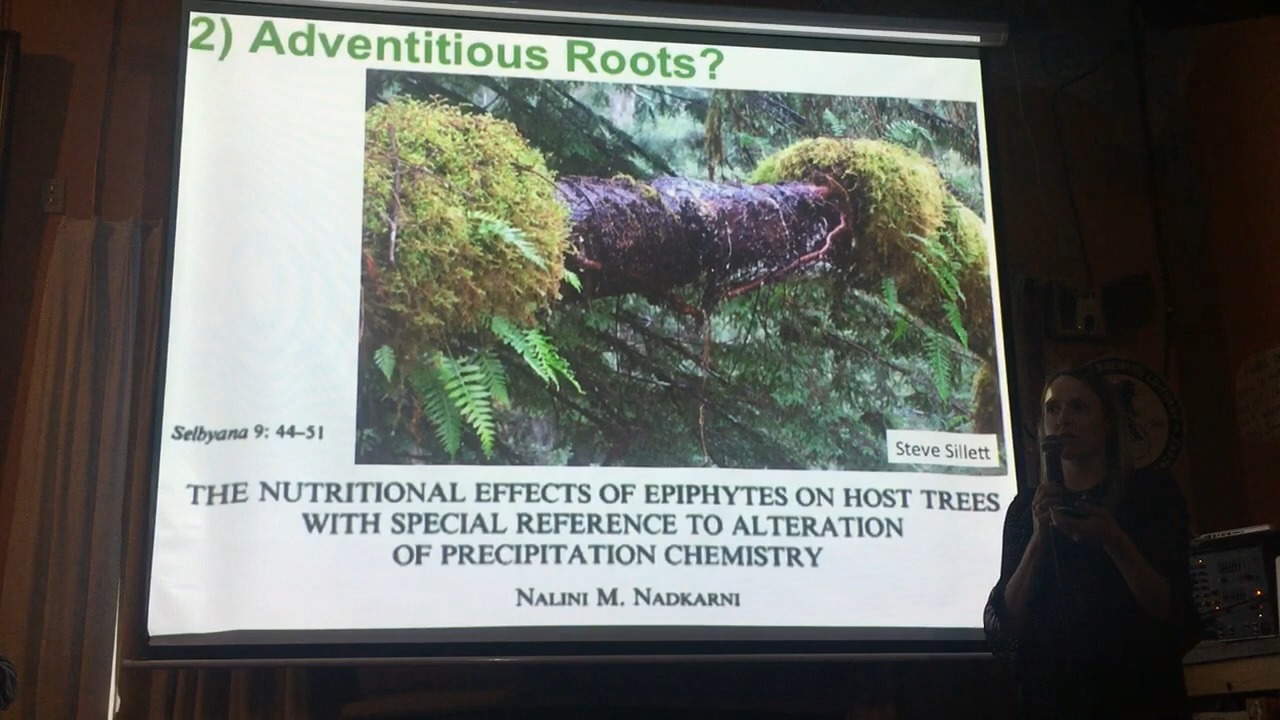 2) Adventitious Roots?
Selbyana 9: 44–51
Steve Sillett
THE NUTRITIONAL EFFECTS OF EPIPHYTES ON HOST TREES
WITH SPECIAL REFERENCE TO ALTERATION
OF PRECIPITATION CHEMISTRY
NALINI M. NADKARNI